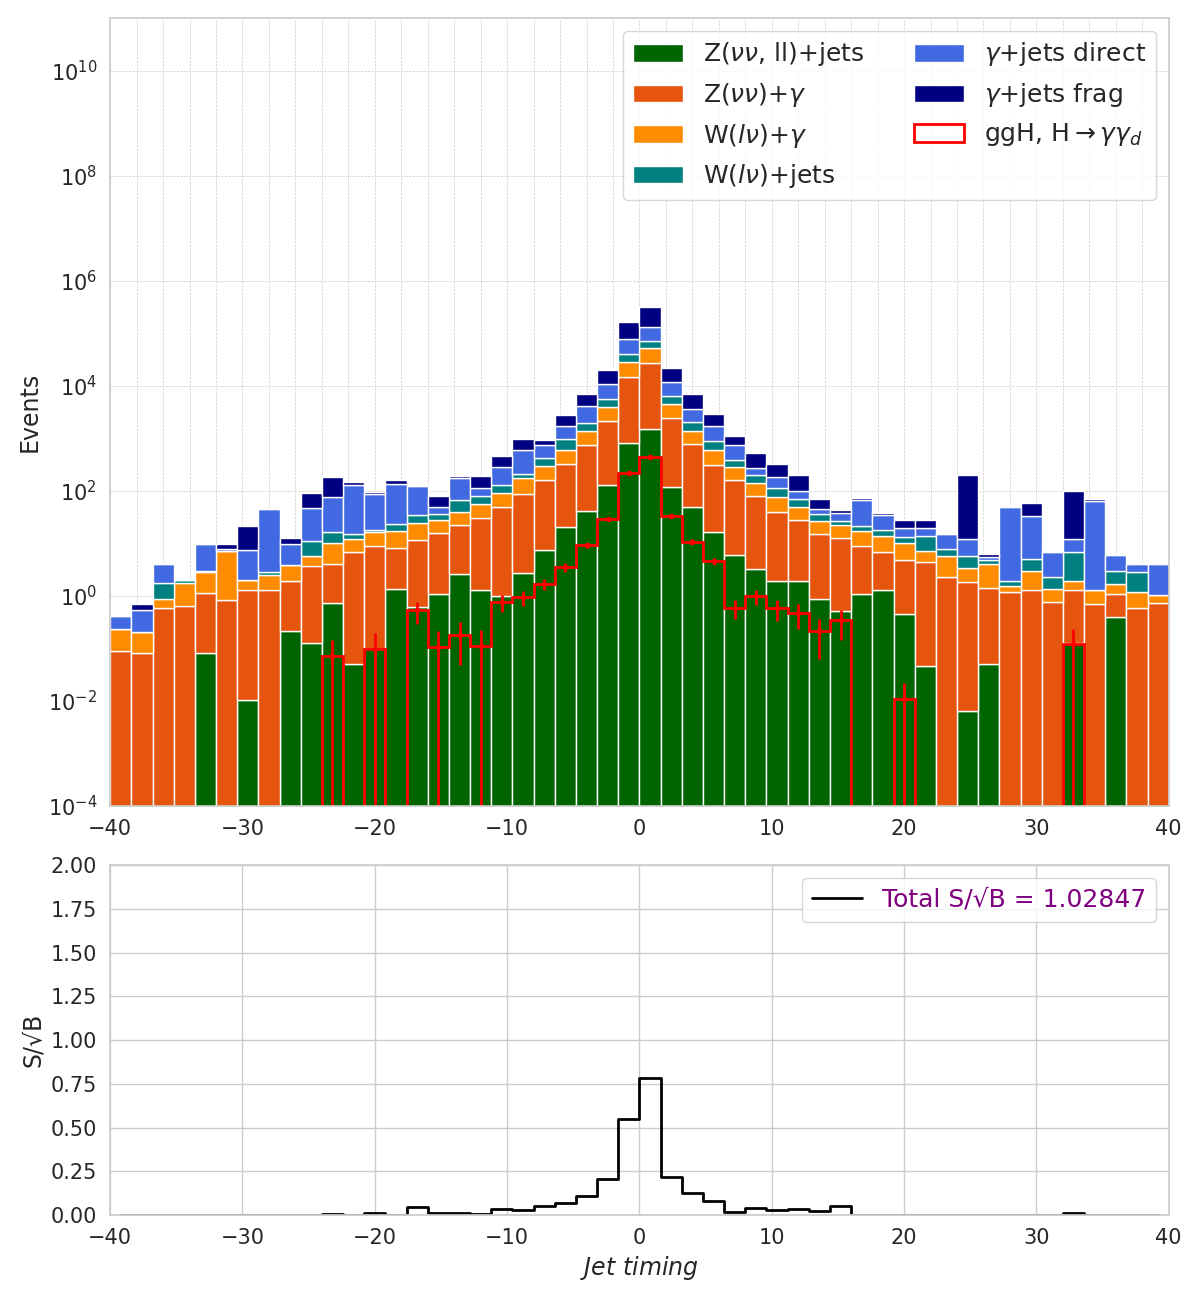 Z(νν, ll)+jets
Z(νν)+γ
W(lν)+γ
W(lν)+jets
γ+jets direct
γ+jets frag
ggH, H→γγ_d
Events
10^10
10^8
10^6
10^4
10^2
10^0
10^−2
10^−4
−40 −30 −20 −10 0 10 20 30 40
Total S/√B = 1.02847
S/√B
2.00
1.75
1.50
1.25
1.00
0.75
0.50
0.25
0.00
−40 −30 −20 −10 0 10 20 30 40
Jet timing